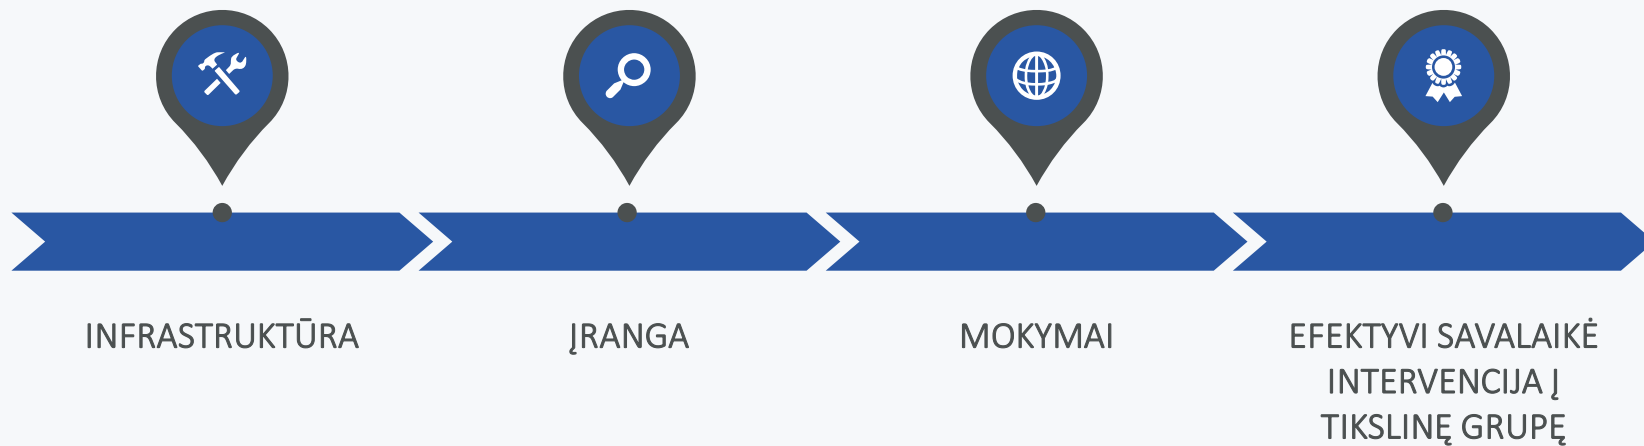 INFRASTRUKTŪRA
ĮRANGA
MOKYMAI
EFEKTYVI SAVALAIKĖ
INTERVENCIJA Į
TIKSLINĘ GRUPĘ